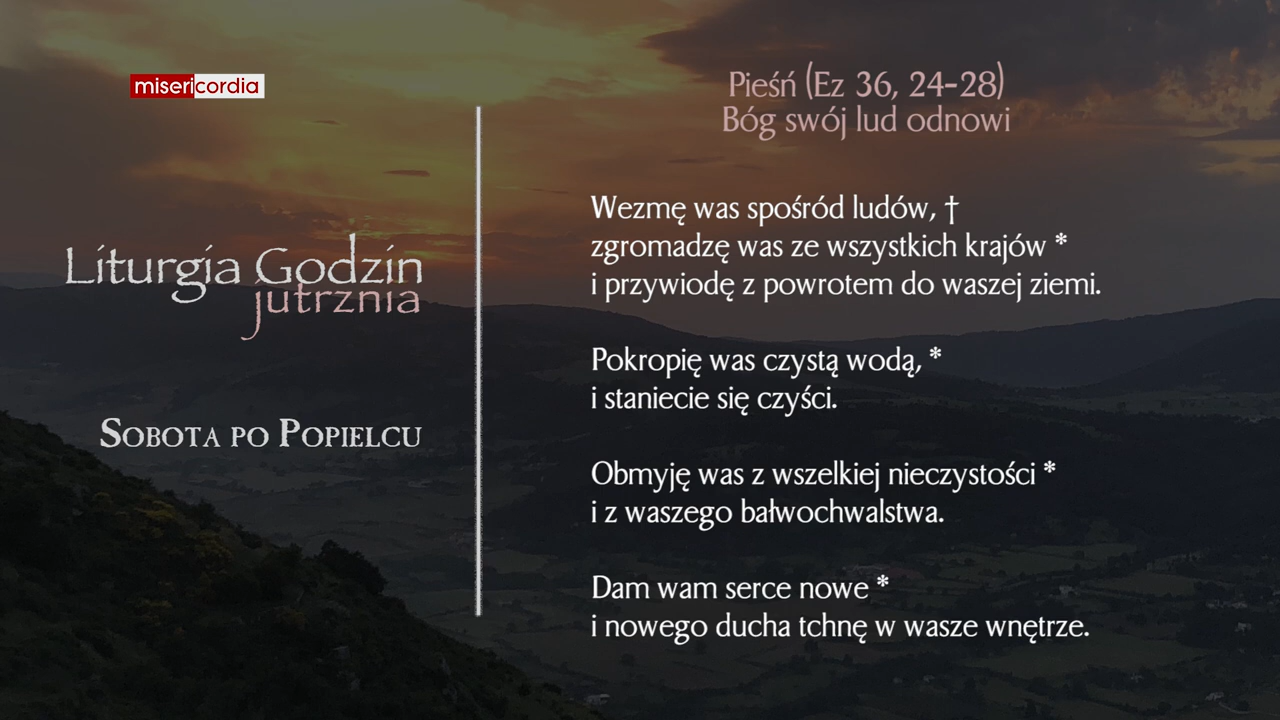 misericordia
Liturgia Godzin
jutrznia
Sobota po Popielcu
Pieśń (Ez 36, 24-28)
Bóg swój lud odnowi
Wezmę was spośród ludów, †
zgromadzę was ze wszystkich krajów *
i przywiodę z powrotem do waszej ziemi.
Pokropię was czystą wodą, *
i staniecie się czyści.
Obmyję was z wszelkiej nieczystości *
i z waszego bałwochwalstwa.
Dam wam serce nowe *
i nowego ducha tchnę w wasze wnętrze.